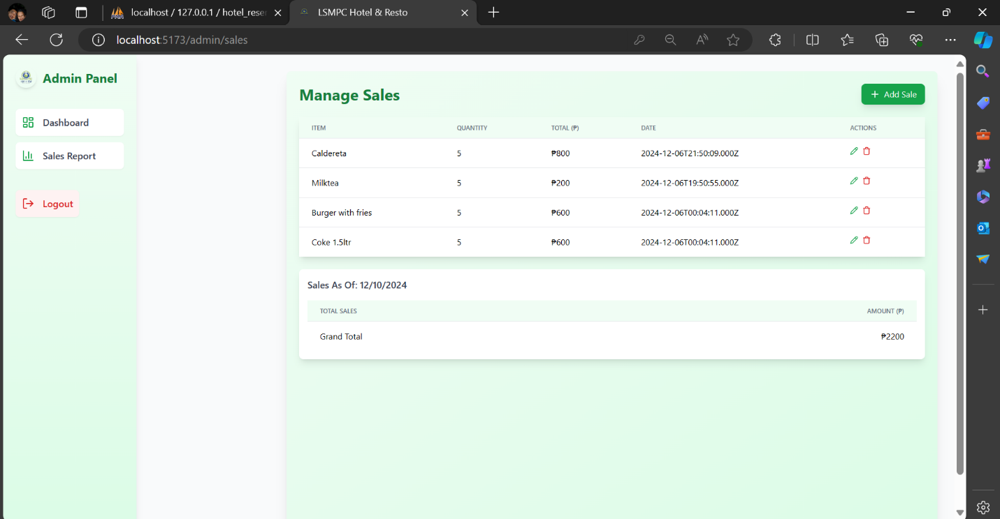 localhost / 127.0.0.1 / hotel_rese
LSMPC Hotel & Resto
localhost:5173/admin/sales
Admin Panel
Dashboard
Sales Report
Logout
Manage Sales
+ Add Sale
ITEM QUANTITY TOTAL (₱) DATE ACTIONS
Caldereta 5 ₱800 2024-12-06T21:50:09.000Z
Milktea 5 ₱200 2024-12-06T19:50:55.000Z
Burger with fries 5 ₱600 2024-12-06T00:04:11.000Z
Coke 1.5ltr 5 ₱600 2024-12-06T00:04:11.000Z
Sales As Of: 12/10/2024
TOTAL SALES AMOUNT (₱)
Grand Total ₱2200